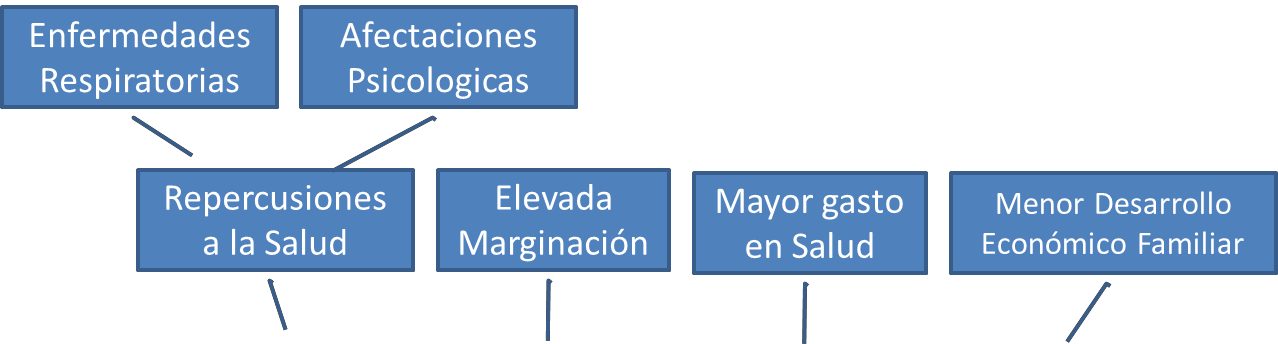 Enfermedades
Respiratorias
Afectaciones
Psicologicas
Repercusiones
a la Salud
Elevada
Marginación
Mayor gasto
en Salud
Menor Desarrollo
Económico Familiar